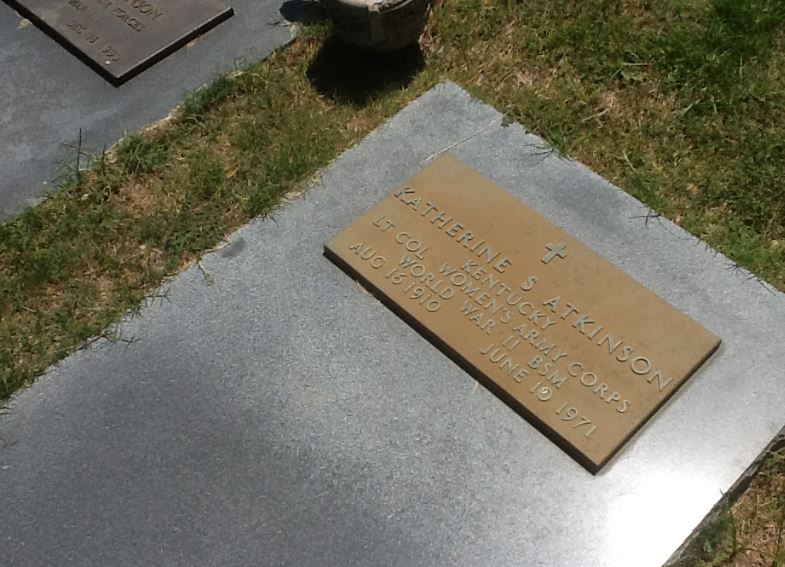 KATHERINE S ATKINSON
KENTUCKY
LT COL WOMEN'S ARMY CORPS
WORLD WAR II BSM
AUG 16 1910 JUNE 10 1971